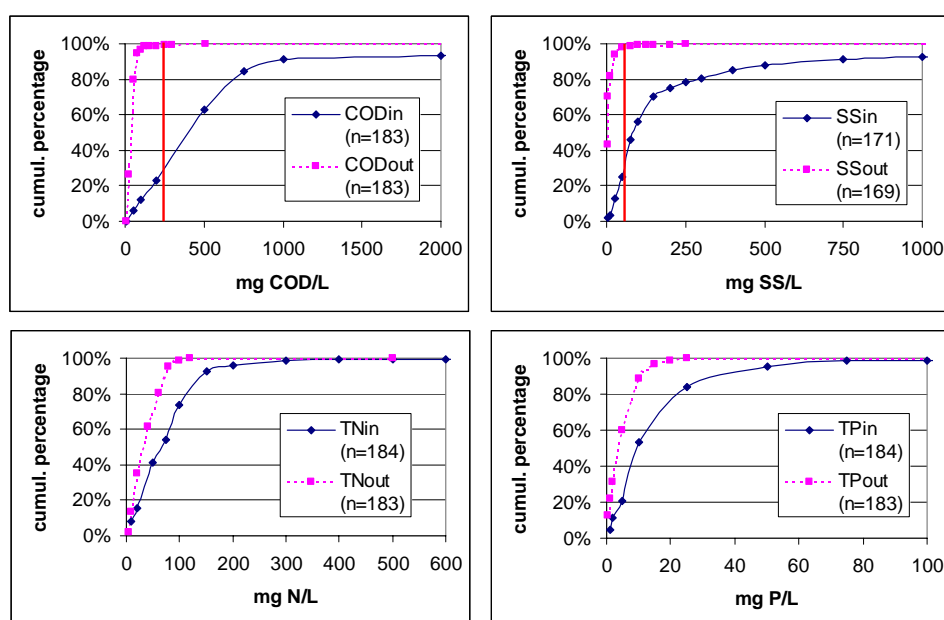 cumul. percentage
100%
80%
60%
40%
20%
0%
CODin
(n=183)
CODout
(n=183)
0 500 1000 1500 2000
mg COD/L
cumul. percentage
100%
80%
60%
40%
20%
0%
SSin
(n=171)
SSout
(n=169)
0 250 500 750 1000
mg SS/L
cumul. percentage
100%
80%
60%
40%
20%
0%
TNin
(n=184)
TNout
(n=183)
0 100 200 300 400 500 600
mg N/L
cumul. percentage
100%
80%
60%
40%
20%
0%
TPin
(n=184)
TPout
(n=183)
0 20 40 60 80 100
mg P/L